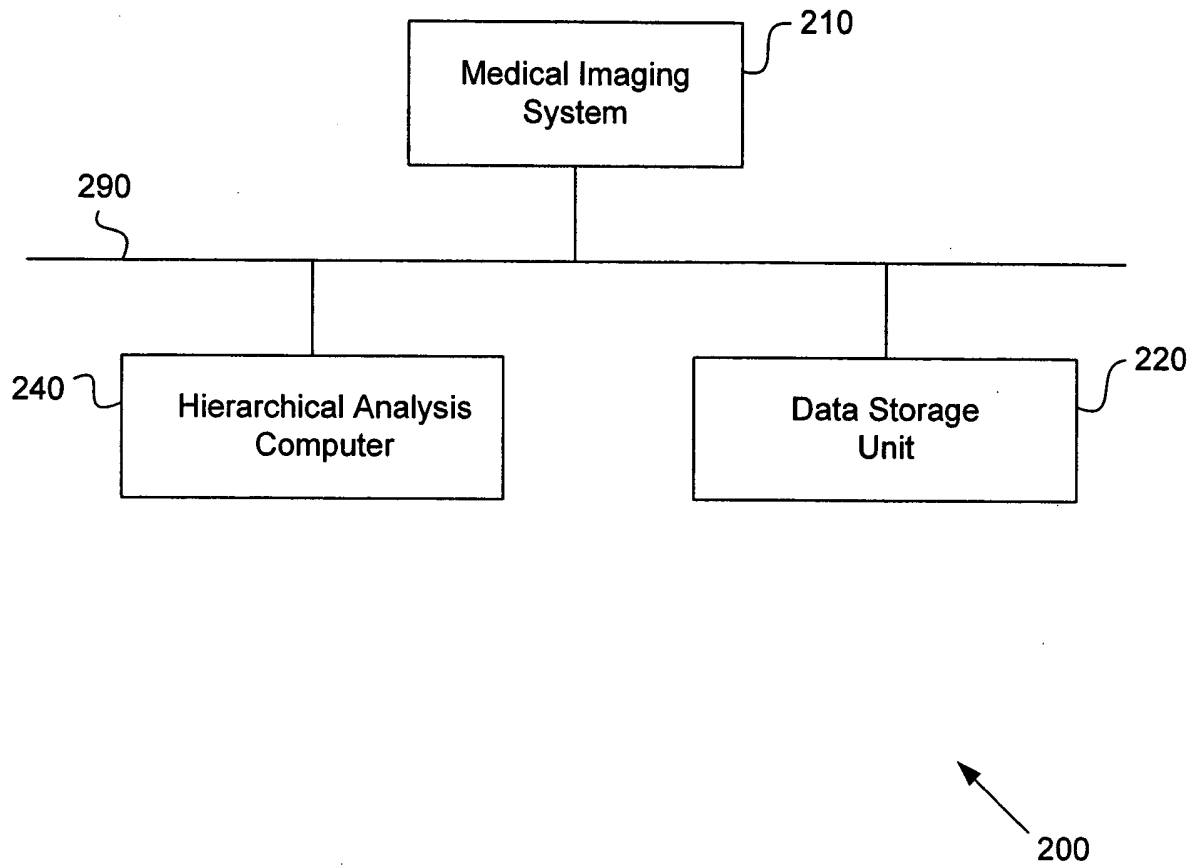 210
Medical Imaging
System
290
240
Hierarchical Analysis
Computer
Data Storage
Unit
220
200